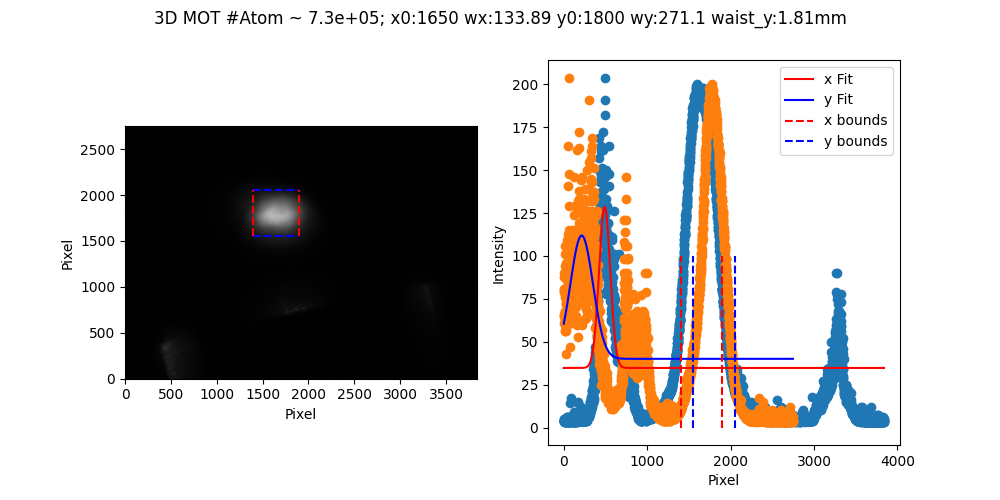 3D MOT #Atom ~ 7.3e+05; x0:1650 wx:133.89 y0:1800 wy:271.1 waist_y:1.81mm
2500
2000
1500
1000
500
0
Pixel
0 500 1000 1500 2000 2500 3000 3500
Pixel
200
175
150
125
100
75
50
25
0
Intensity
x Fit
y Fit
x bounds
y bounds
0 1000 2000 3000 4000
Pixel